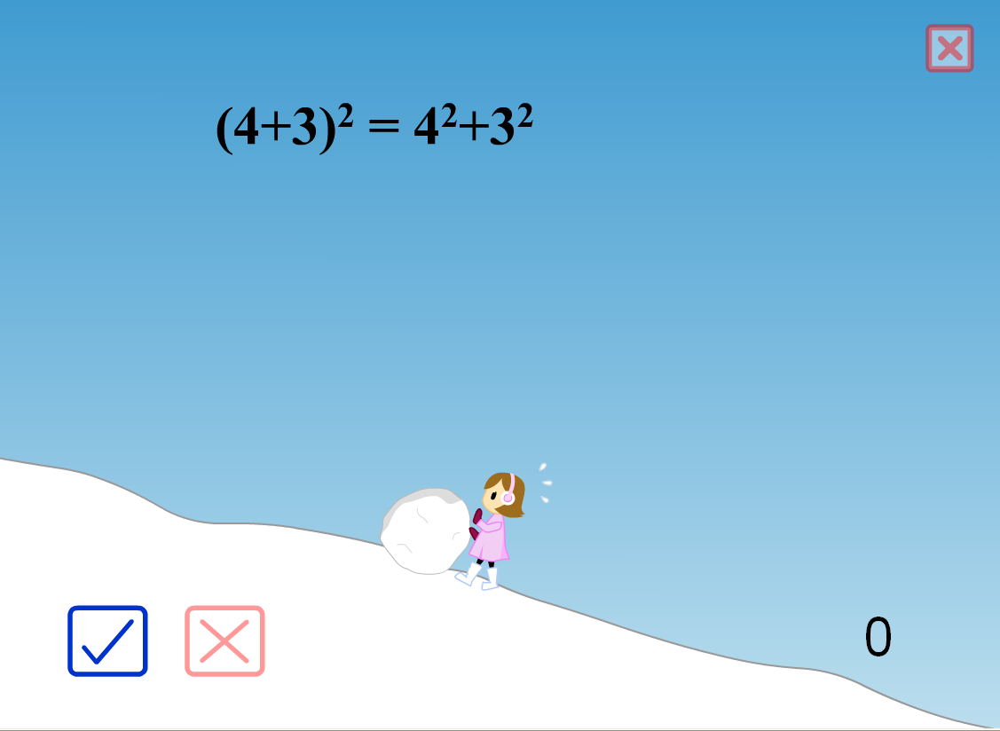 (4+3)² = 4²+3²
0